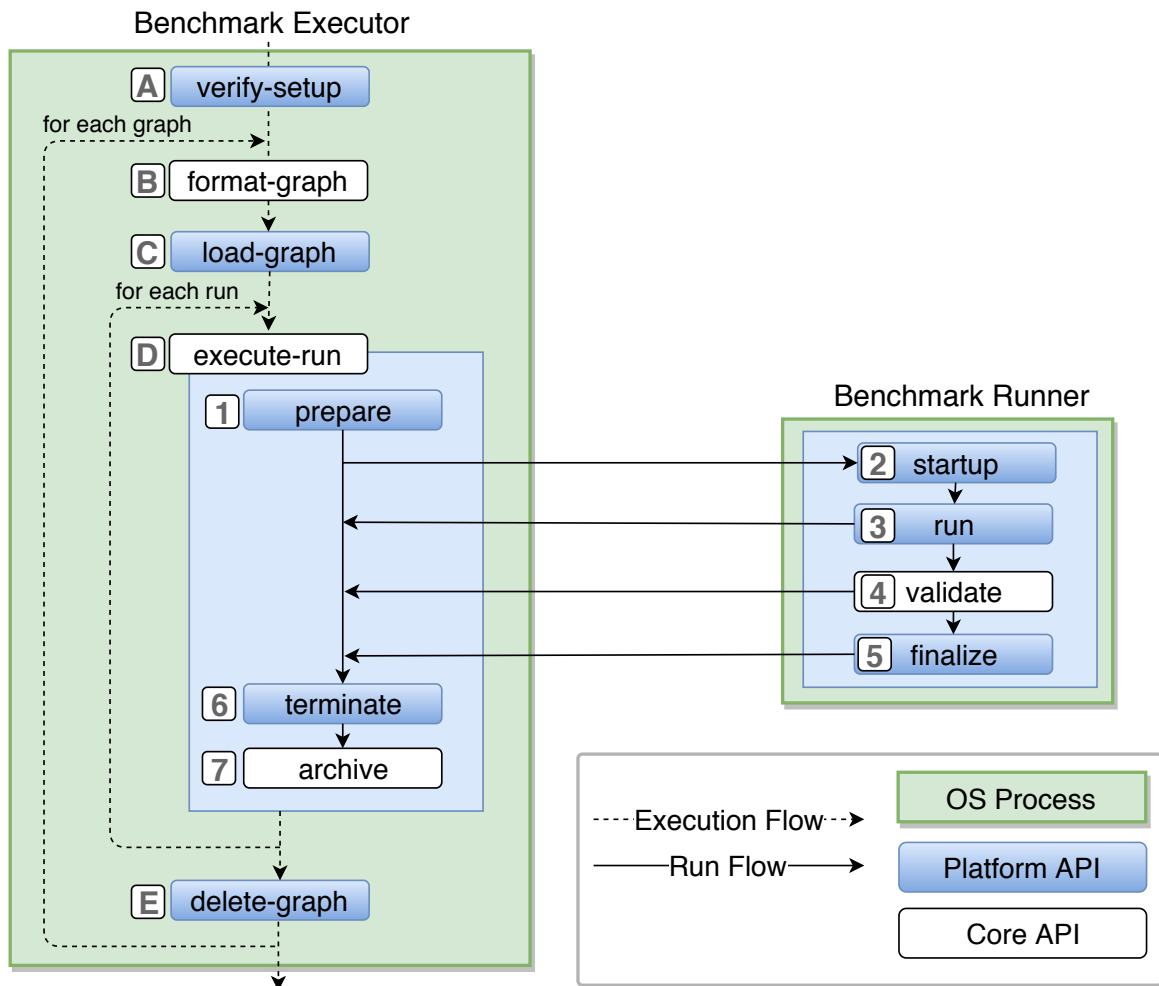 Benchmark Executor
A verify-setup
for each graph
B format-graph
C load-graph
for each run
D execute-run
1 prepare
Benchmark Runner
2 startup
3 run
4 validate
5 finalize
6 terminate
7 archive
E delete-graph
Execution Flow
Run Flow
OS Process
Platform API
Core API